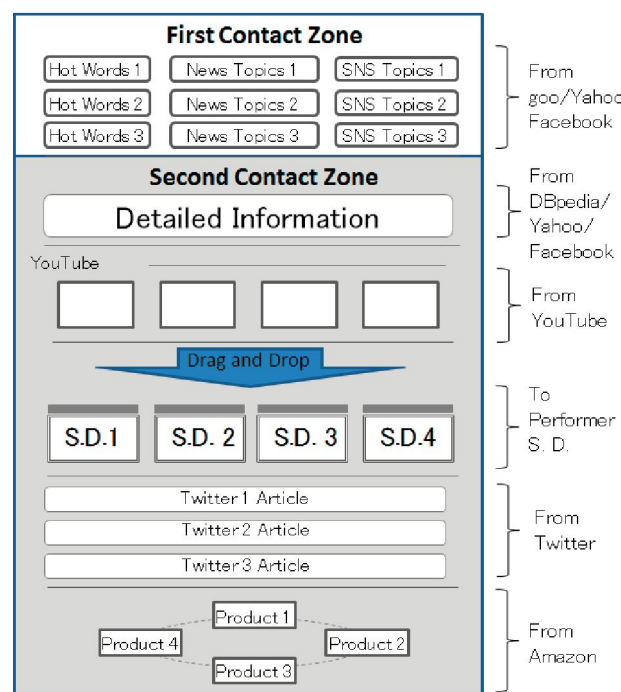 First Contact Zone
Hot Words 1
News Topics 1
SNS Topics 1
Hot Words 2
News Topics 2
SNS Topics 2
Hot Words 3
News Topics 3
SNS Topics 3
From
goo/Yahoo
Facebook
Second Contact Zone
Detailed Information
From
DBpedia/
Yahoo/
Facebook
YouTube
From
YouTube
Drag and Drop
S.D.1
S.D. 2
S.D. 3
S.D.4
To
Performer
S. D.
Twitter 1 Article
Twitter 2 Article
Twitter 3 Article
From
Twitter
Product 1
Product 4
Product 2
Product 3
From
Amazon